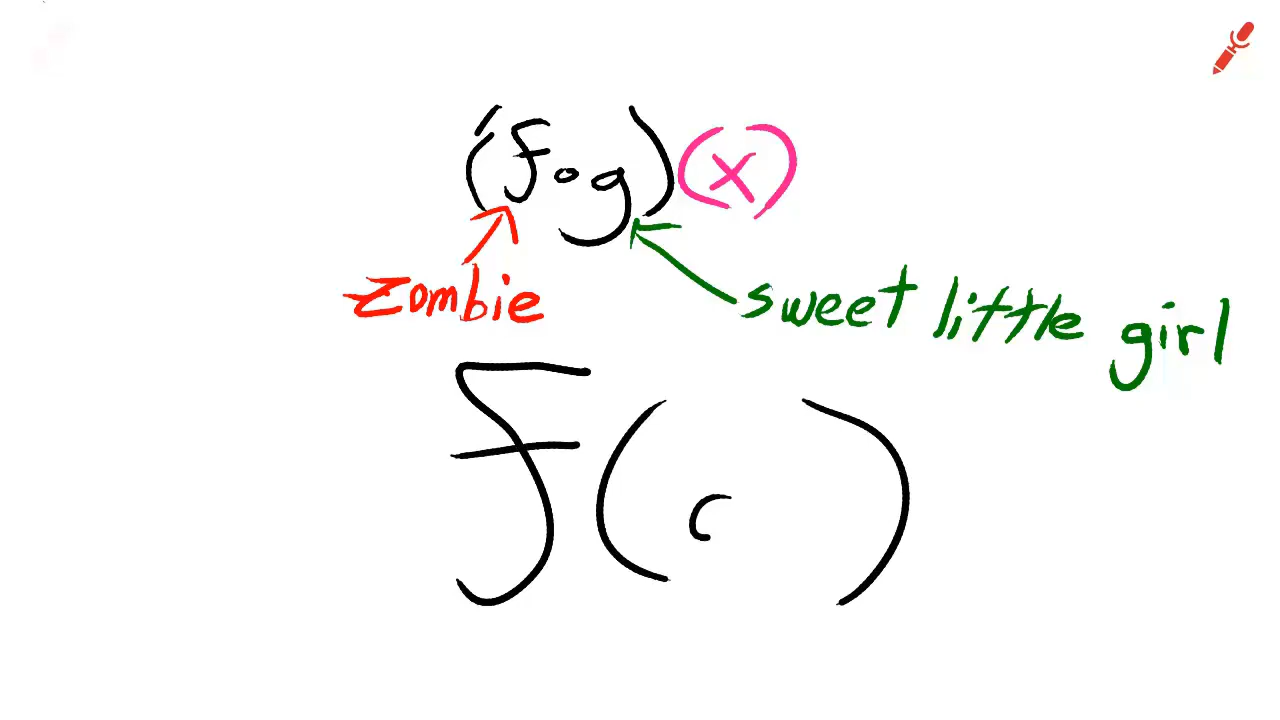 (f∘g)(x)
zombie
sweet little girl
f( )